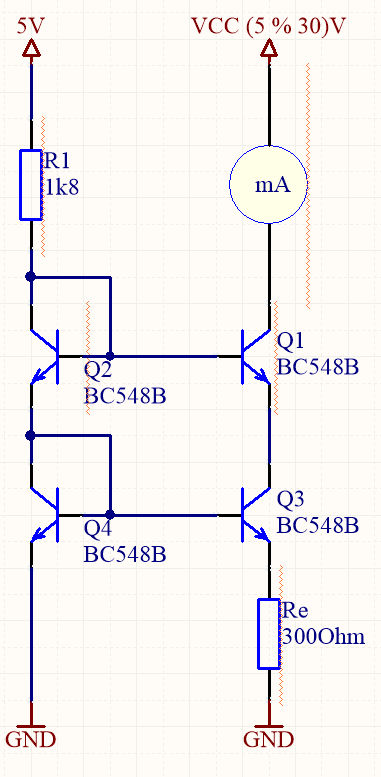 5V
VCC (5 % 30)V
R1
1k8
mA
Q2
BC548B
Q1
BC548B
Q4
BC548B
Q3
BC548B
Re
300Ohm
GND
GND